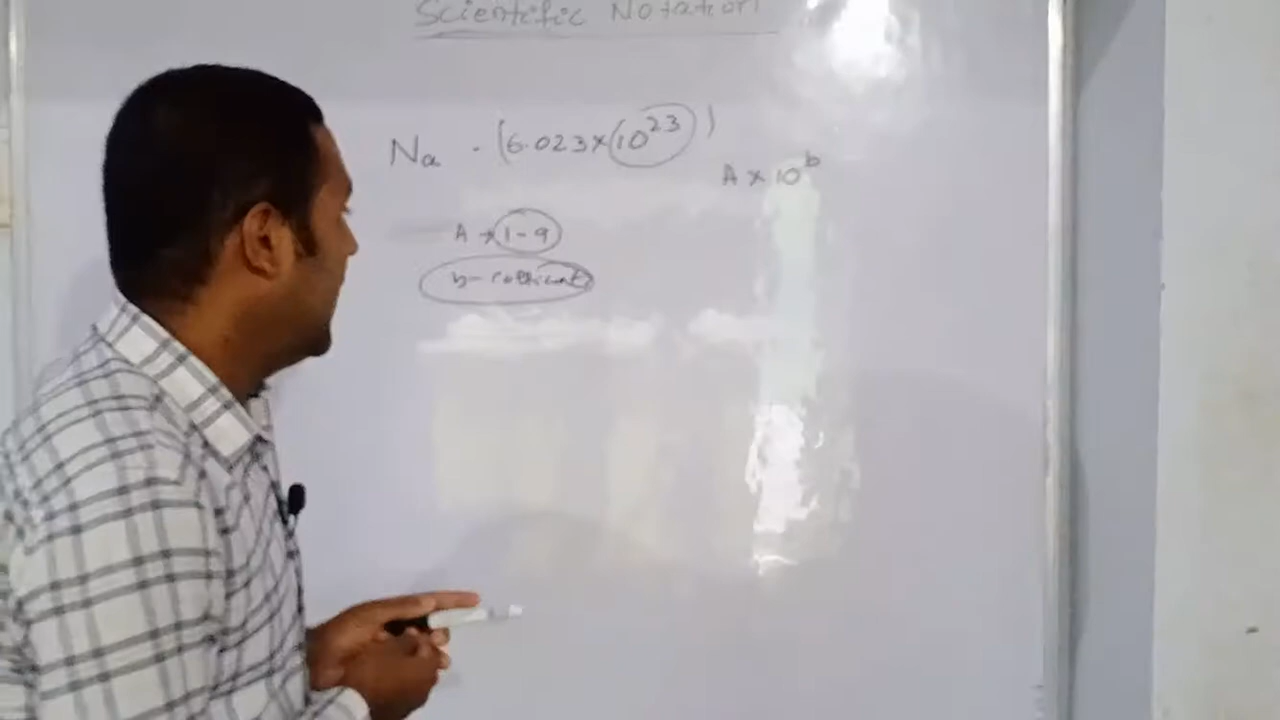 Scientific Notation
Na - (6.023×10²³)
A × 10ᵇ
A → 1-9
b-